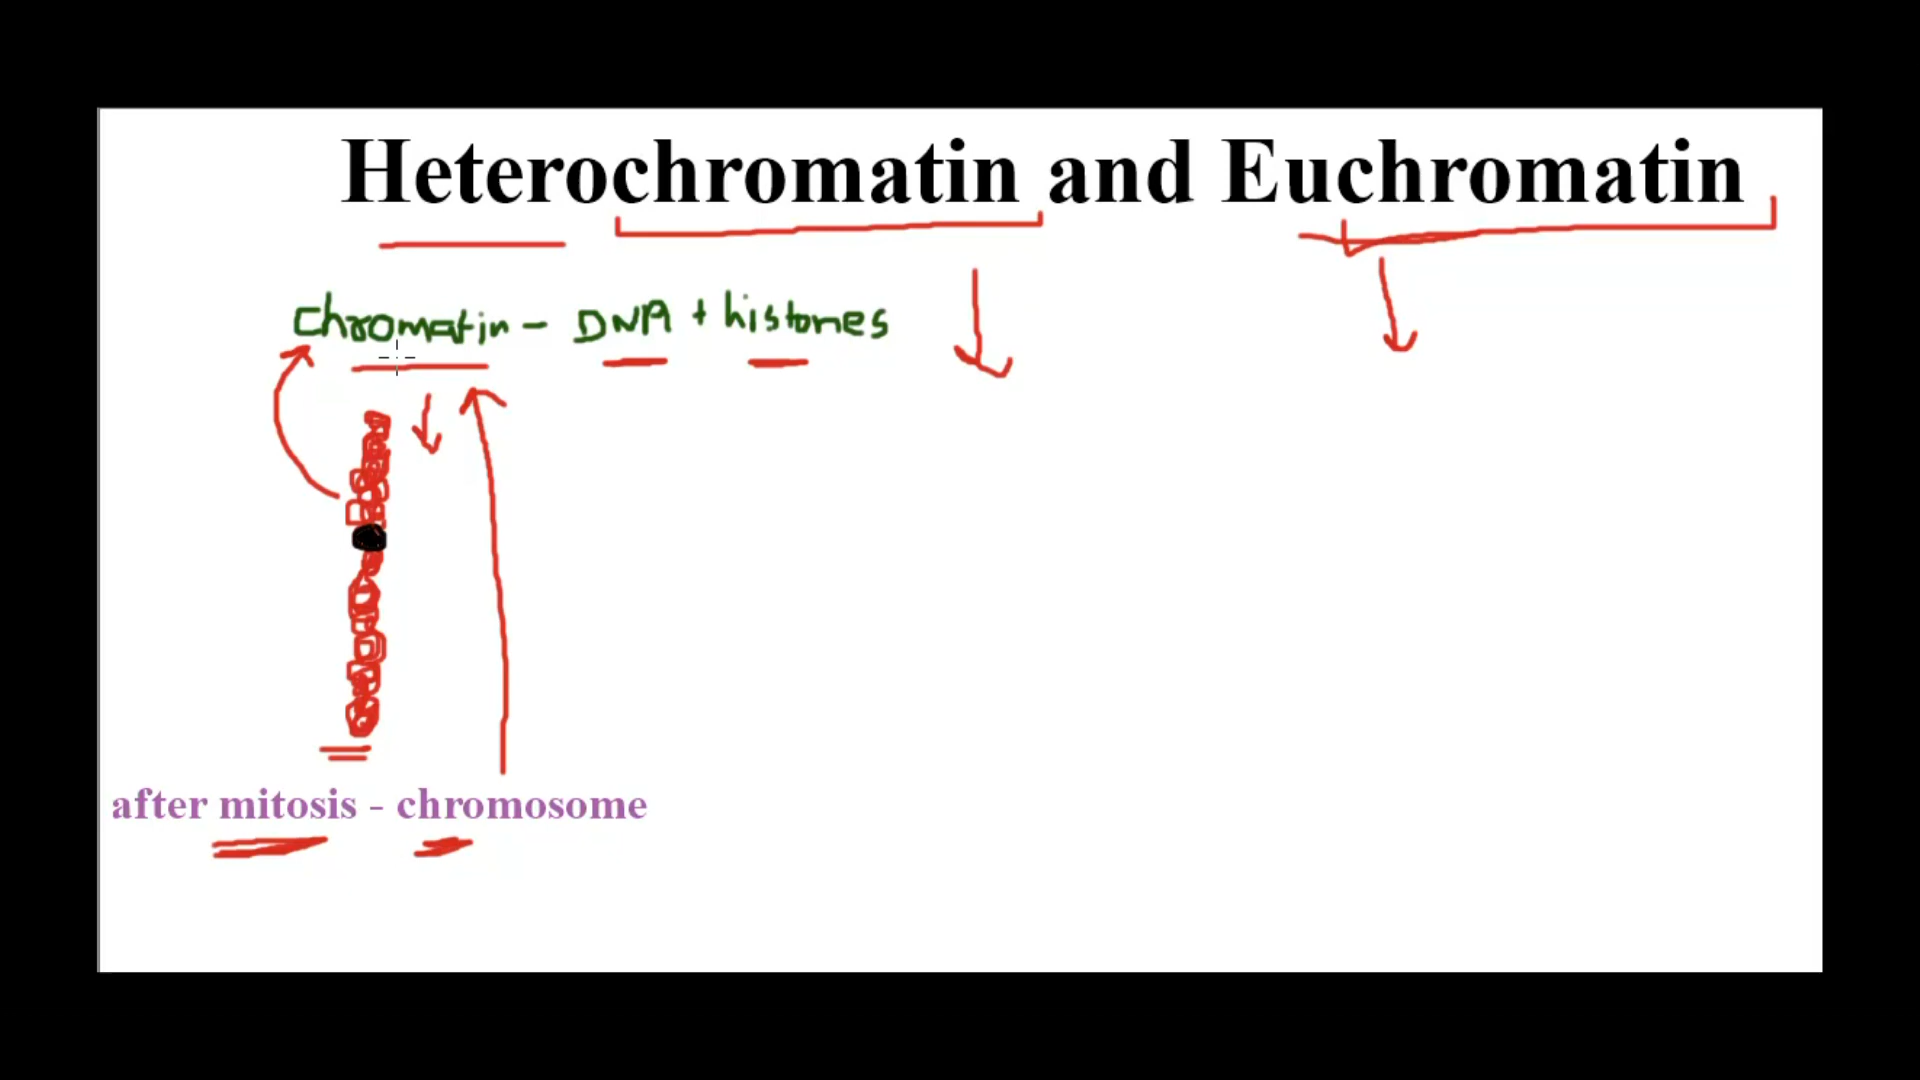 Heterochromatin and Euchromatin
Chromatin - DNA + histones
after mitosis - chromosome